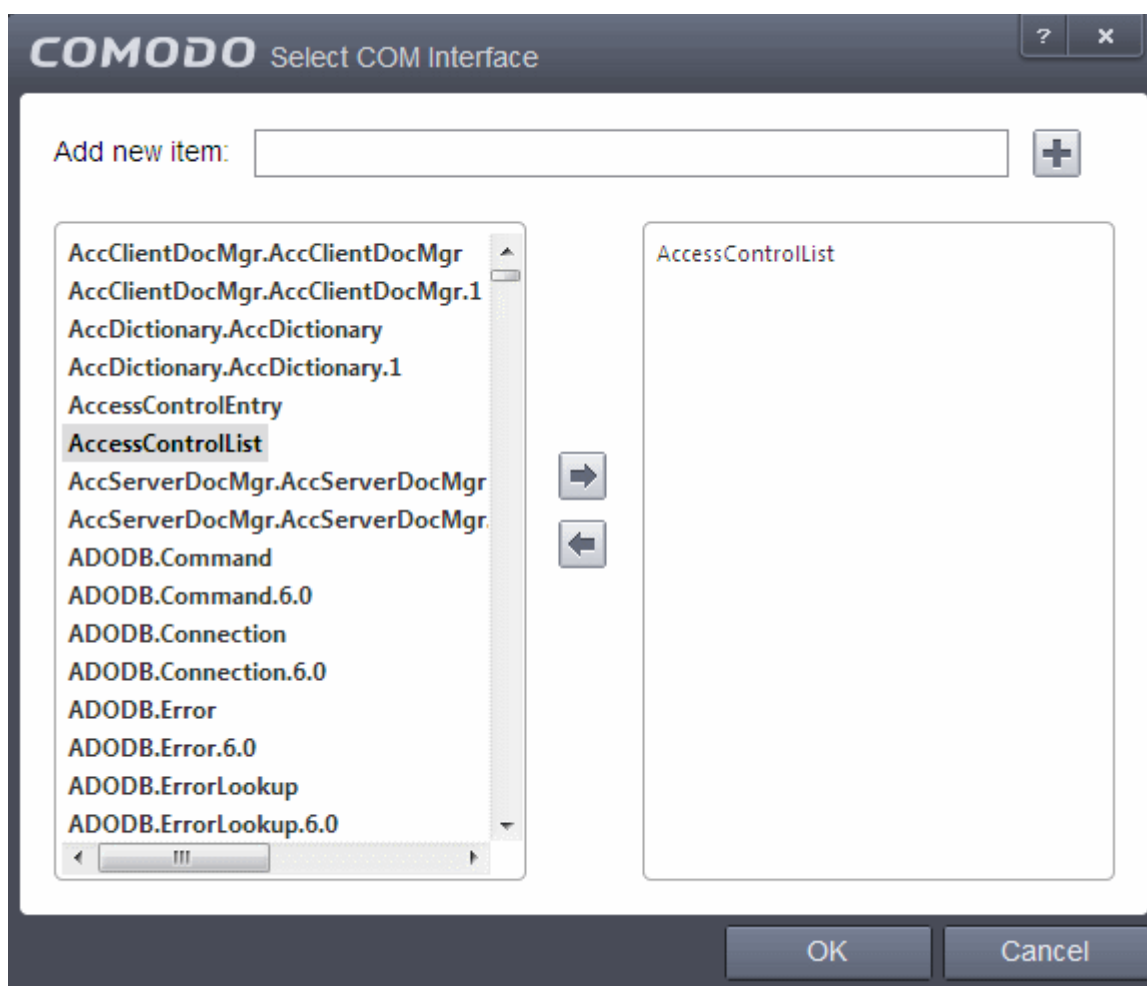 COMODO Select COM Interface
? x
Add new item:
AccClientDocMgr.AccClientDocMgr
AccClientDocMgr.AccClientDocMgr.1
AccDictionary.AccDictionary
AccDictionary.AccDictionary.1
AccessControlEntry
AccessControlList
AccServerDocMgr.AccServerDocMgr
AccServerDocMgr.AccServerDocMgr.
ADODB.Command
ADODB.Command.6.0
ADODB.Connection
ADODB.Connection.6.0
ADODB.Error
ADODB.Error.6.0
ADODB.ErrorLookup
ADODB.ErrorLookup.6.0
AccessControlList
OK Cancel